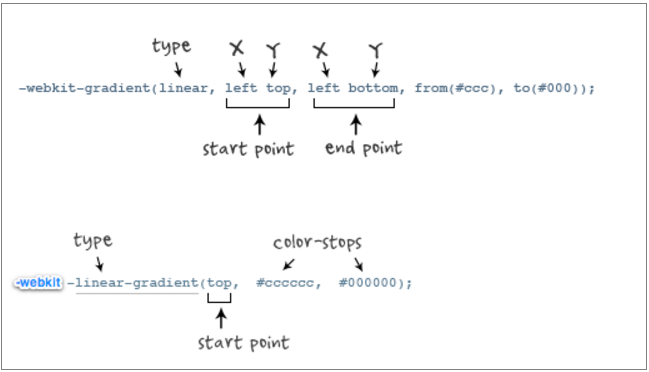 type X Y X Y
-webkit-gradient(linear, left top, left bottom, from(#ccc), to(#000));
start point end point
type color-stops
-webkit-linear-gradient(top, #cccccc, #000000);
start point